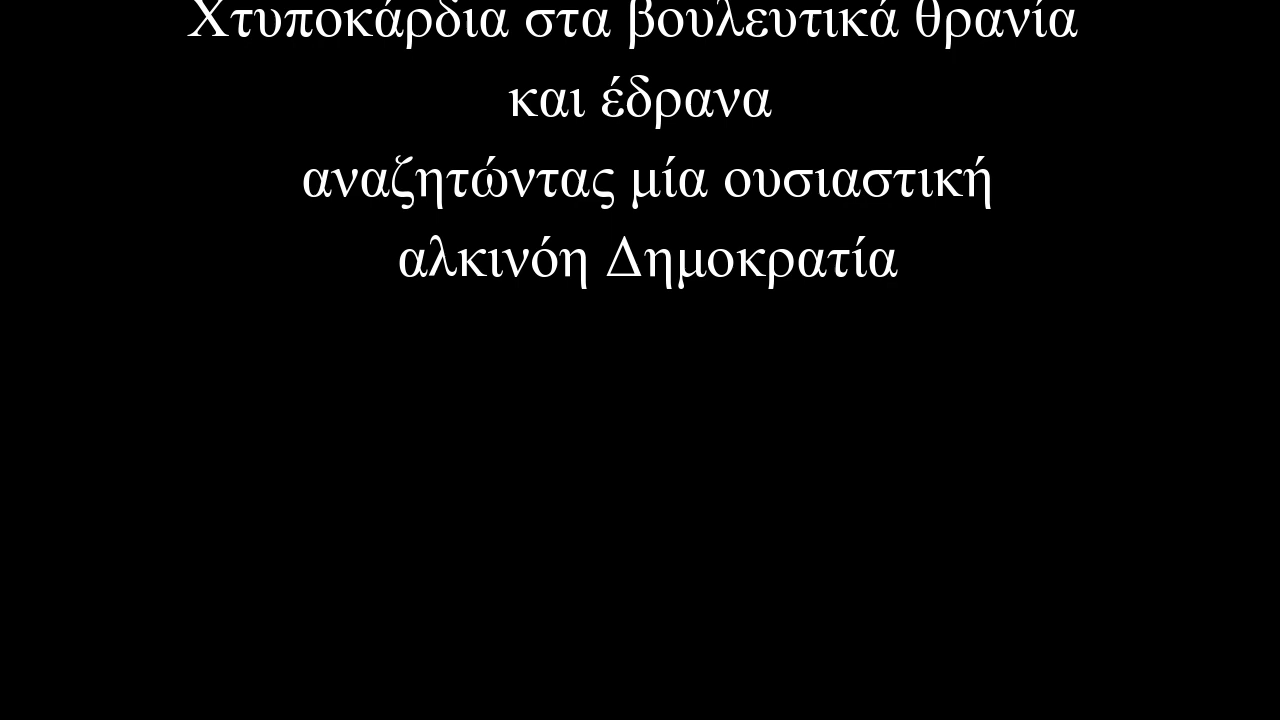 Χτυποκάρδια στα βουλευτικά θρανία
και έδρανα
αναζητώντας μία ουσιαστική
αλκινόη Δημοκρατία